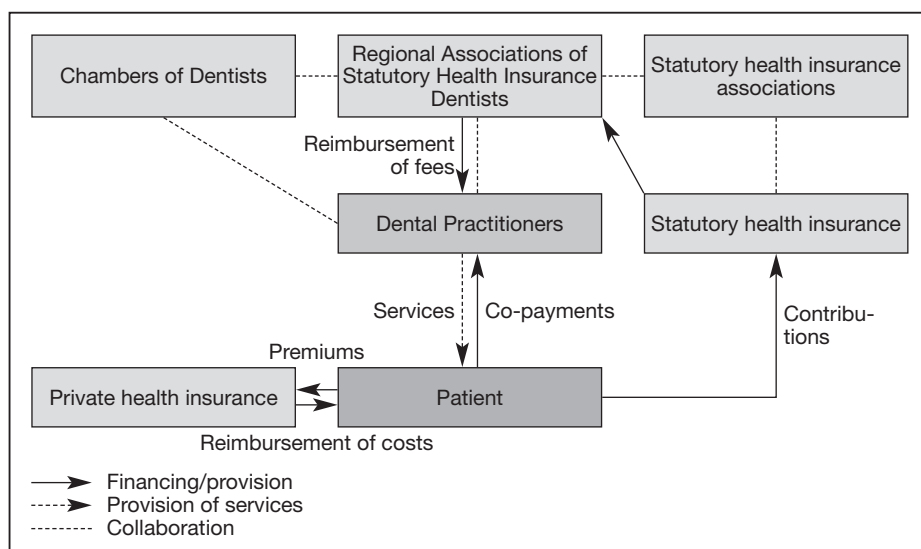 Chambers of Dentists
Regional Associations of
Statutory Health Insurance
Dentists
Statutory health insurance
associations
Reimbursement
of fees
Dental Practitioners
Statutory health insurance
Services
Co-payments
Contribu-
tions
Premiums
Private health insurance
Patient
Reimbursement of costs
Financing/provision
Provision of services
Collaboration